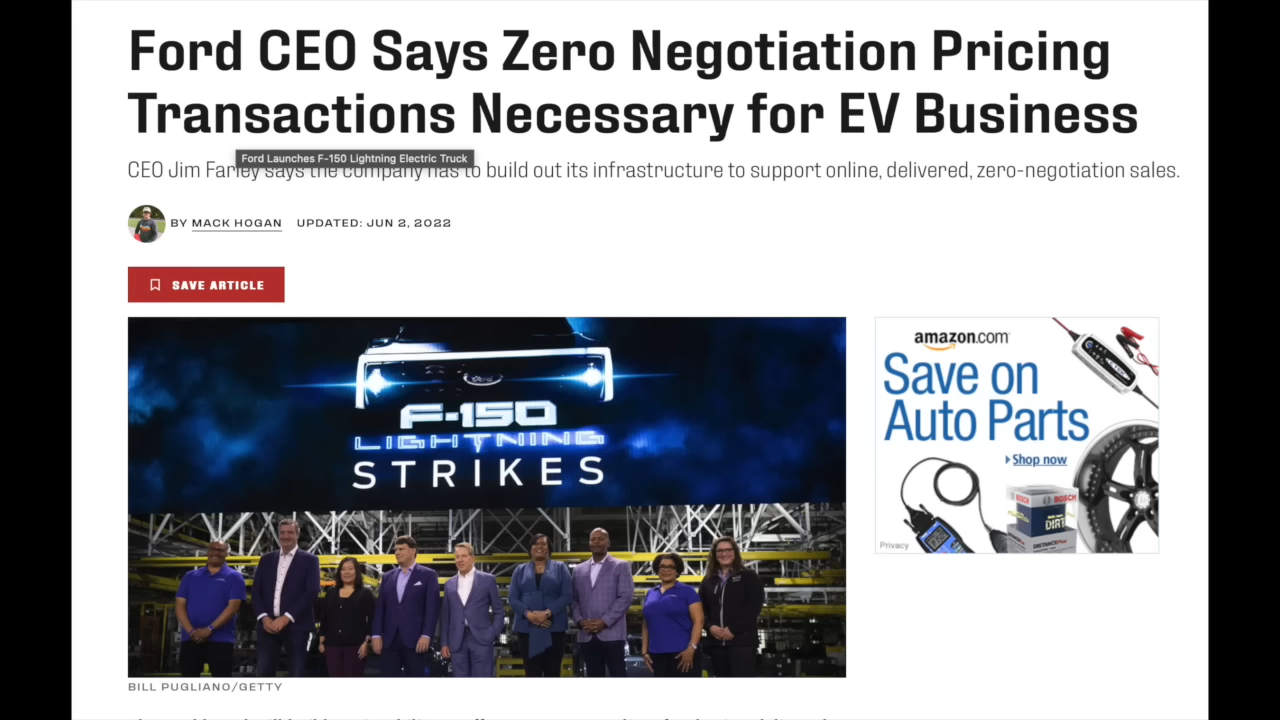 Ford CEO Says Zero Negotiation Pricing
Transactions Necessary for EV Business
Ford Launches F-150 Lightning Electric Truck
CEO Jim Farley says the company has to build out its infrastructure to support online, delivered, zero-negotiation sales.
BY MACK HOGAN UPDATED: JUN 2, 2022
SAVE ARTICLE
Ford
F-150
LIGHTNING
STRIKES
amazon.com
Save on
Auto Parts
Shop now
BOSCH
BOSCH
DIRT
Privacy
BILL PUGLIANO/GETTY